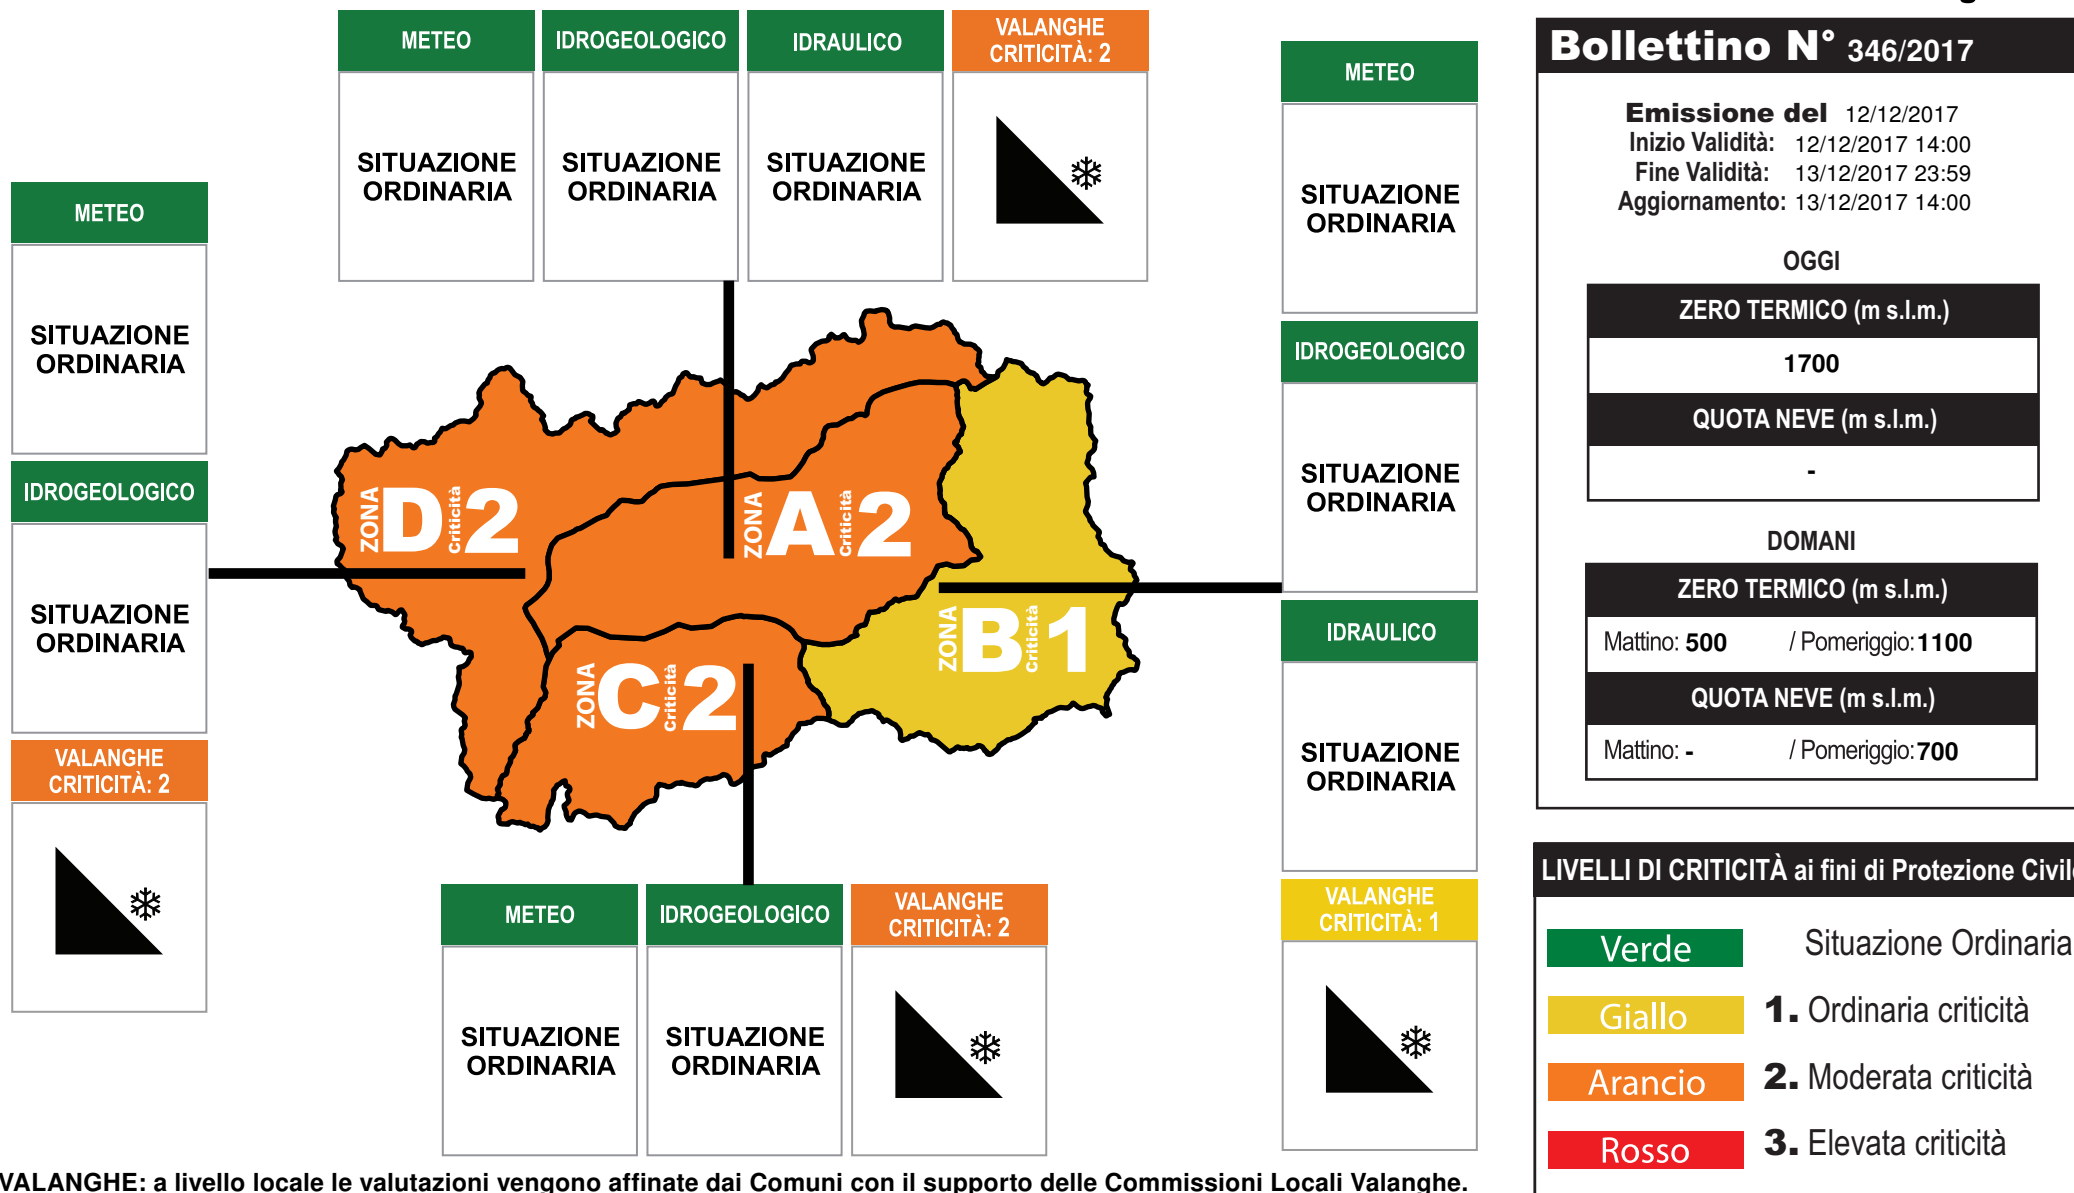 METEO
SITUAZIONE
ORDINARIA
IDROGEOLOGICO
SITUAZIONE
ORDINARIA
VALANGHE
CRITICITÀ: 2
METEO
SITUAZIONE
ORDINARIA
IDROGEOLOGICO
SITUAZIONE
ORDINARIA
IDRAULICO
SITUAZIONE
ORDINARIA
VALANGHE
CRITICITÀ: 2
METEO
SITUAZIONE
ORDINARIA
IDROGEOLOGICO
SITUAZIONE
ORDINARIA
IDRAULICO
SITUAZIONE
ORDINARIA
VALANGHE
CRITICITÀ: 1
ZONA D Criticità 2
ZONA A Criticità 2
ZONA B Criticità 1
ZONA C Criticità 2
METEO
SITUAZIONE
ORDINARIA
IDROGEOLOGICO
SITUAZIONE
ORDINARIA
VALANGHE
CRITICITÀ: 2
VALANGHE: a livello locale le valutazioni vengono affinate dai Comuni con il supporto delle Commissioni Locali Valanghe.
Bollettino N° 346/2017
Emissione del 12/12/2017
Inizio Validità: 12/12/2017 14:00
Fine Validità: 13/12/2017 23:59
Aggiornamento: 13/12/2017 14:00
OGGI
ZERO TERMICO (m s.l.m.)
1700
QUOTA NEVE (m s.l.m.)
-
DOMANI
ZERO TERMICO (m s.l.m.)
Mattino: 500 / Pomeriggio: 1100
QUOTA NEVE (m s.l.m.)
Mattino: - / Pomeriggio: 700
LIVELLI DI CRITICITÀ ai fini di Protezione Civile
Verde Situazione Ordinaria
Giallo 1. Ordinaria criticità
Arancio 2. Moderata criticità
Rosso 3. Elevata criticità